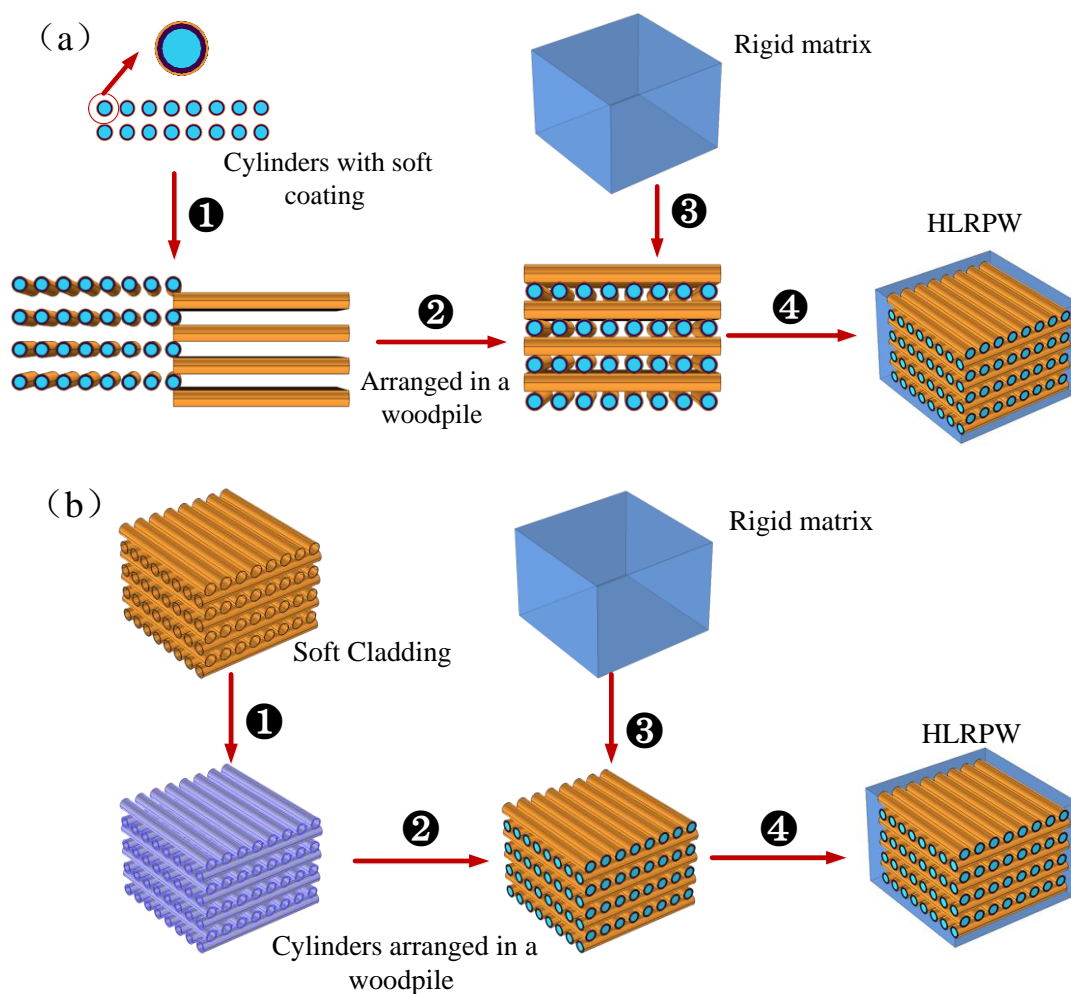 （a）
Rigid matrix
Cylinders with soft
coating
❶
❸
HLRPW
❷
❹
Arranged in a
woodpile
（b）
Rigid matrix
Soft Cladding
❶
❸
HLRPW
❷
❹
Cylinders arranged in a
woodpile